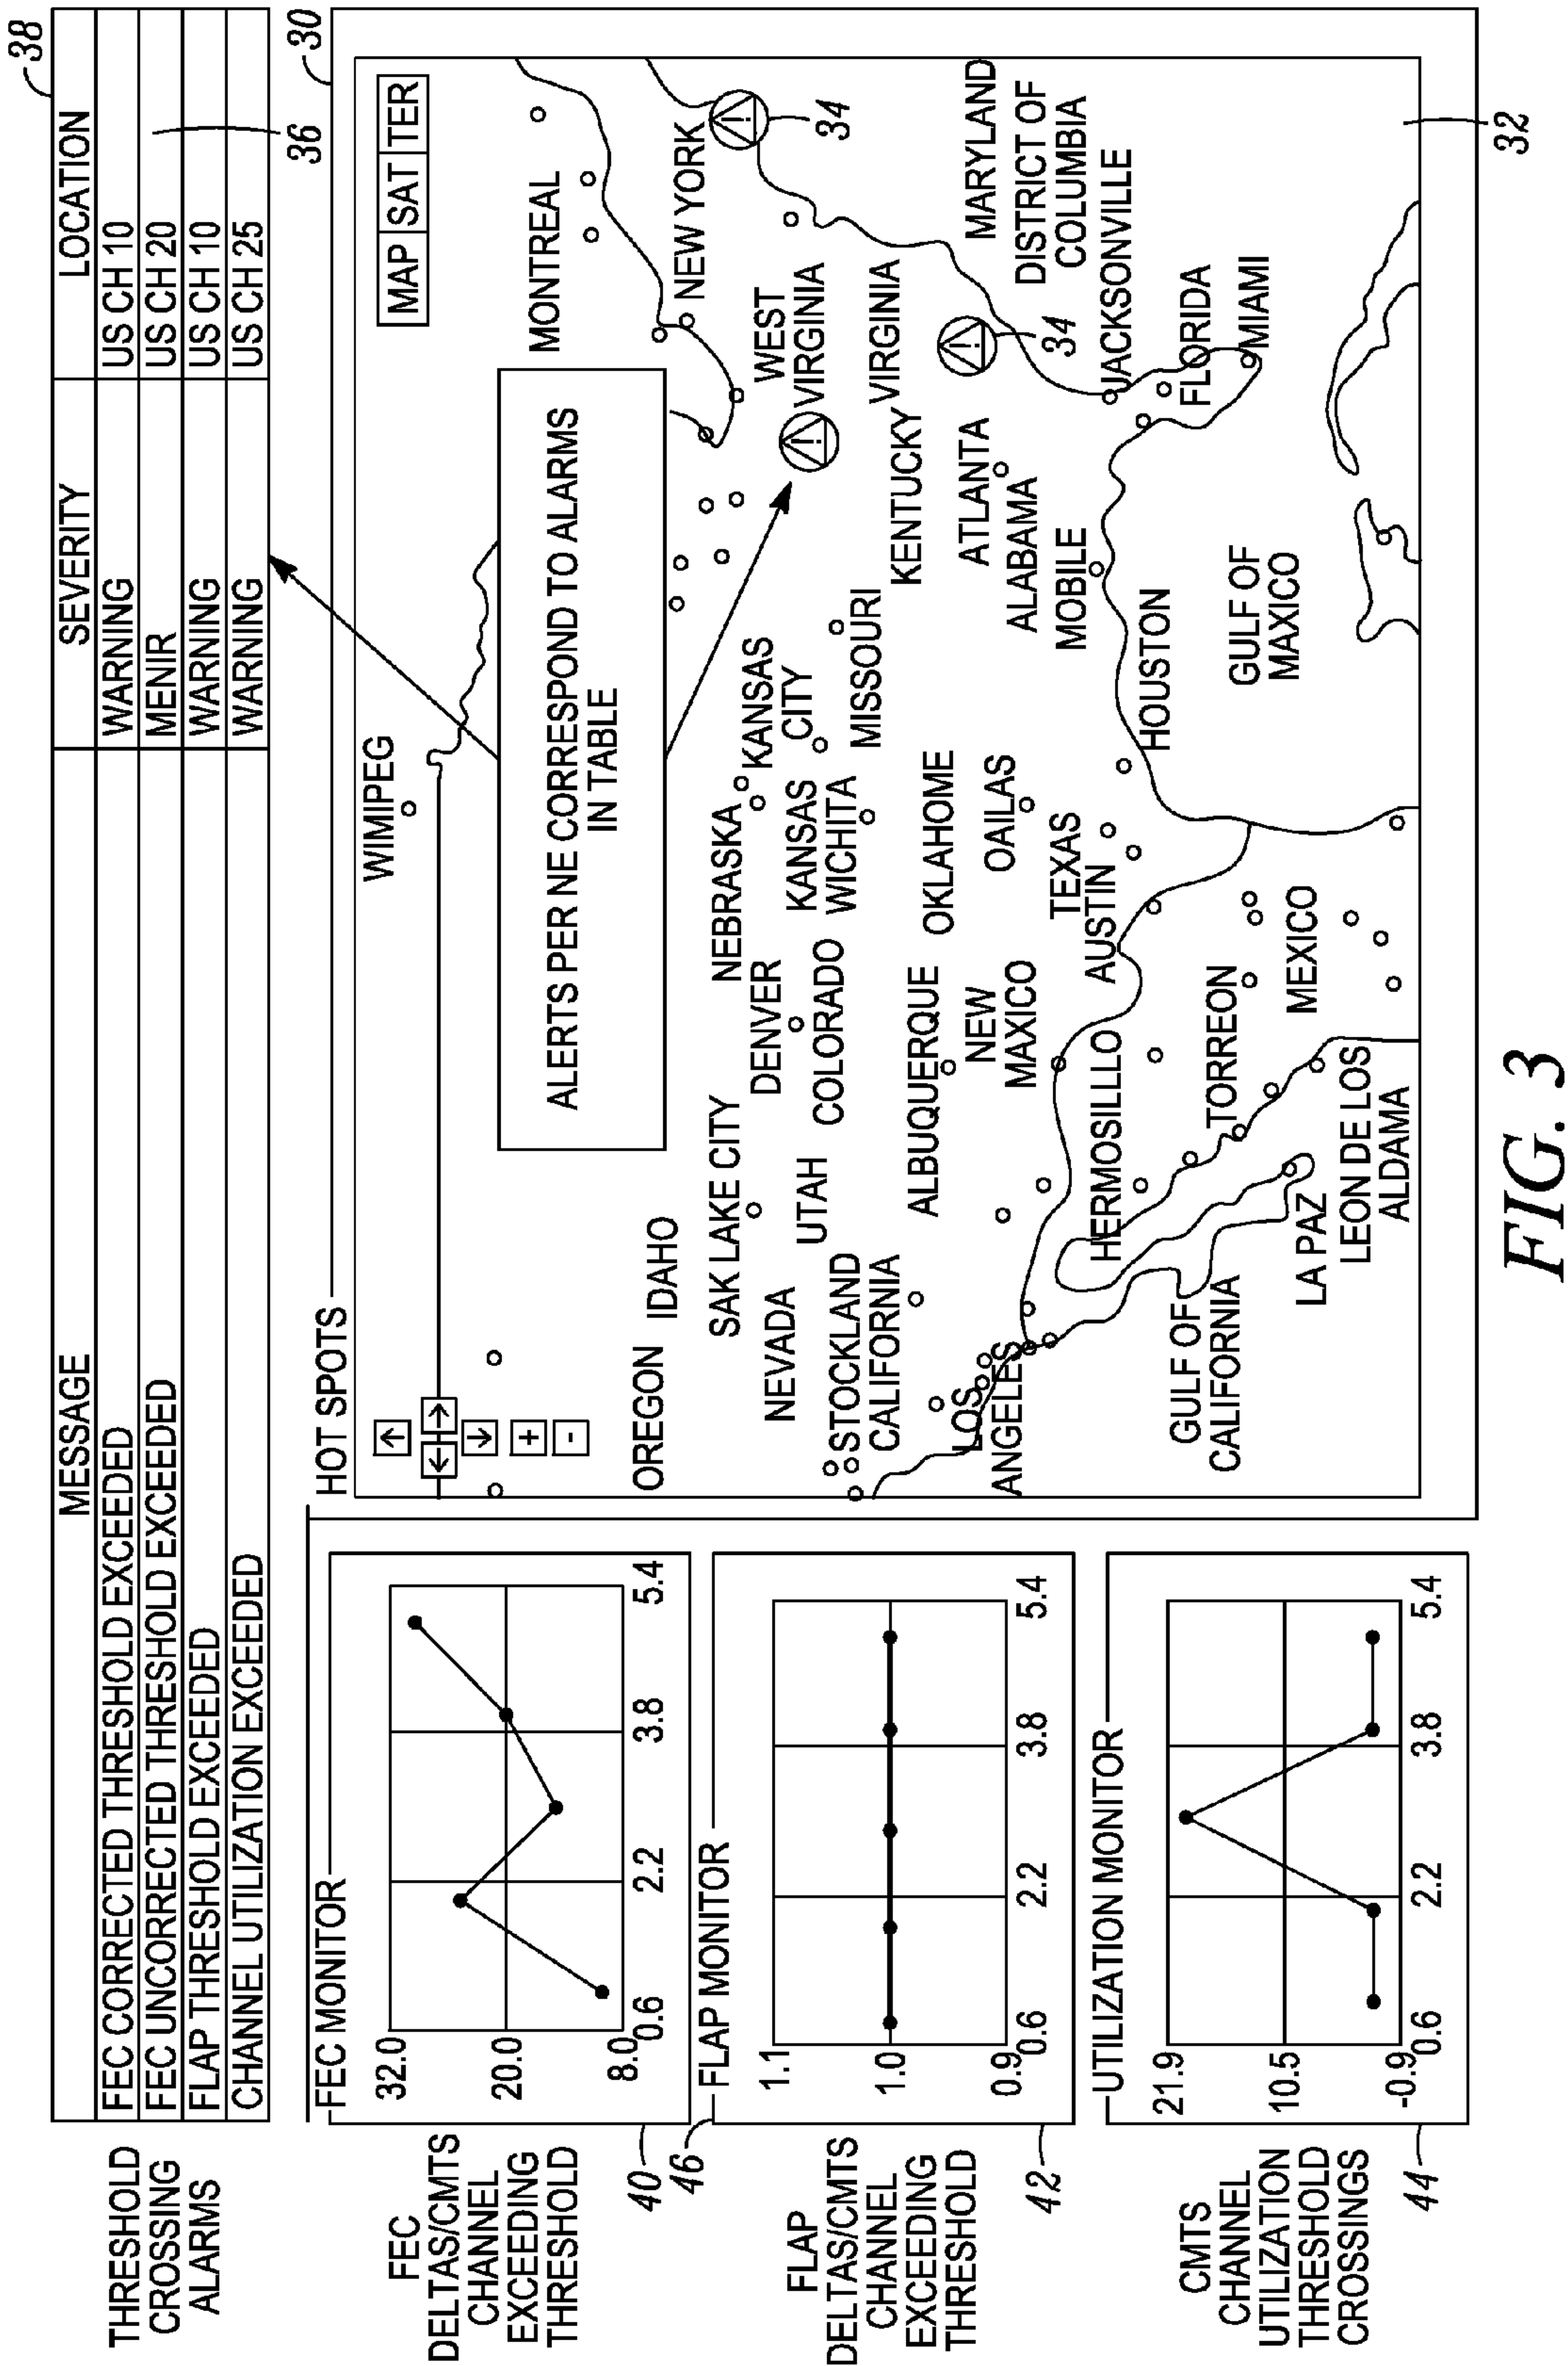 38
MESSAGE SEVERITY LOCATION
FEC CORRECTED THRESHOLD EXCEEDED WARNING US CH 10
FEC UNCORRECTED THRESHOLD EXCEEDED MENIR US CH 20
FLAP THRESHOLD EXCEEDED WARNING US CH 10
CHANNEL UTILIZATION EXCEEDED WARNING US CH 25
THRESHOLD
CROSSING
ALARMS
36
30
FEC MONITOR
32.0
20.0
8.0
0.6 2.2 3.8 5.4
FEC
DELTAS/CMTS
CHANNEL
EXCEEDING
THRESHOLD
40
46
FLAP MONITOR
1.1
1.0
0.9
0.6 2.2 3.8 5.4
FLAP
DELTAS/CMTS
CHANNEL
EXCEEDING
THRESHOLD
42
UTILIZATION MONITOR
21.9
10.5
-0.9
0.6 2.2 3.8 5.4
CMTS
CHANNEL
UTILIZATION
THRESHOLD
CROSSINGS
44
HOT SPOTS
MAP SAT TER
+
-
WIMIPEG
ALERTS PER NE CORRESPOND TO ALARMS
IN TABLE
MONTREAL
OREGON
IDAHO
NEW YORK
34
SAK LAKE CITY
NEBRASKA
KANSAS
CITY
WEST
VIRGINIA
NEVADA
UTAH
DENVER
COLORADO
KANSAS
WICHITA
MISSOURI
VIRGINIA
STOCKLAND
CALIFORNIA
ALBUQUERQUE
OKLAHOME
KENTUCKY
MARYLAND
LOS
ANGELES
NEW
MAXICO
OAILAS
ATLANTA
ALABAMA
34
DISTRICT OF
COLUMBIA
TEXAS
AUSTIN
MOBILE
JACKSONVILLE
HERMOSILLLO
HOUSTON
FLORIDA
MIAMI
GULF OF
CALIFORNIA
TORREON
GULF OF
MAXICO
LA PAZ
MEXICO
LEON DE LOS
ALDAMA
32
FIG. 3